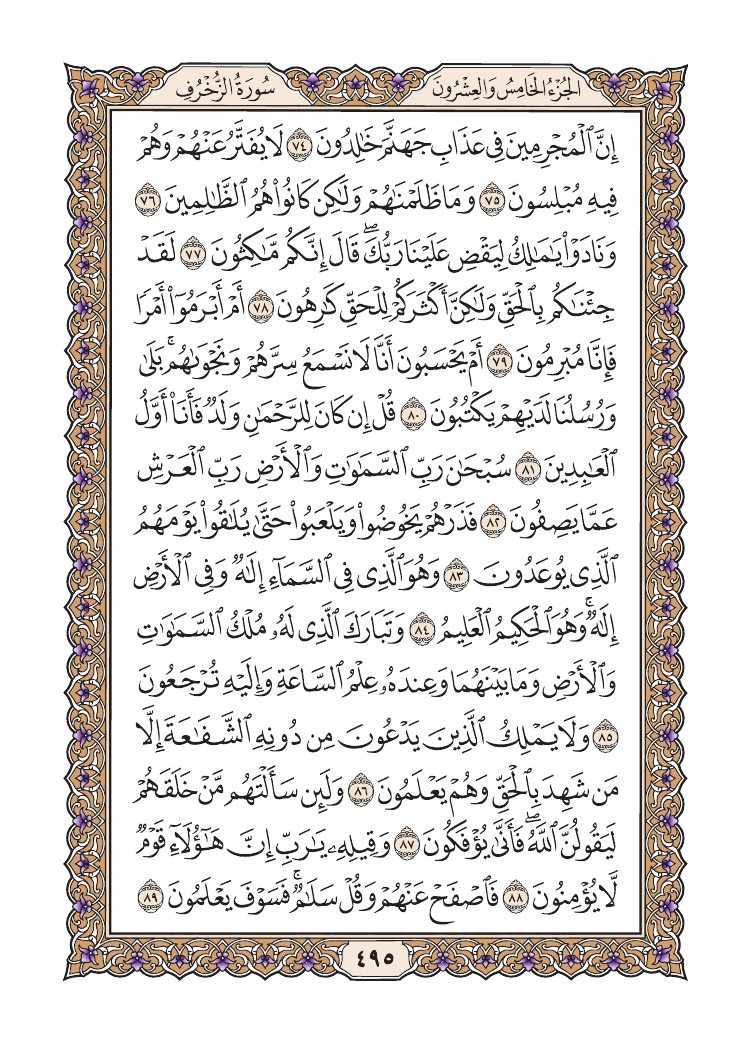 الجُزْءُ الخَامِسُ وَالعِشْرُونَ
سُورَةُ الزُّخْرُفِ
إِنَّ ٱلْمُجْرِمِينَ فِى عَذَابِ جَهَنَّمَ خَٰلِدُونَ ٧٤ لَا يُفَتَّرُ عَنْهُمْ وَهُمْ
فِيهِ مُبْلِسُونَ ٧٥ وَمَا ظَلَمْنَٰهُمْ وَلَٰكِن كَانُوا۟ هُمُ ٱلظَّٰلِمِينَ ٧٦
وَنَادَوْا۟ يَٰمَٰلِكُ لِيَقْضِ عَلَيْنَا رَبُّكَۖ قَالَ إِنَّكُم مَّٰكِثُونَ ٧٧ لَقَدْ
جِئْنَٰكُم بِٱلْحَقِّ وَلَٰكِنَّ أَكْثَرَكُمْ لِلْحَقِّ كَٰرِهُونَ ٧٨ أَمْ أَبْرَمُوٓا۟ أَمْرًا
فَإِنَّا مُبْرِمُونَ ٧٩ أَمْ يَحْسَبُونَ أَنَّا لَا نَسْمَعُ سِرَّهُمْ وَنَجْوَىٰهُمۚ بَلَىٰ
وَرُسُلُنَا لَدَيْهِمْ يَكْتُبُونَ ٨٠ قُلْ إِن كَانَ لِلرَّحْمَٰنِ وَلَدٌ فَأَنَا۠ أَوَّلُ
ٱلْعَٰبِدِينَ ٨١ سُبْحَٰنَ رَبِّ ٱلسَّمَٰوَٰتِ وَٱلْأَرْضِ رَبِّ ٱلْعَرْشِ
عَمَّا يَصِفُونَ ٨٢ فَذَرْهُمْ يَخُوضُوا۟ وَيَلْعَبُوا۟ حَتَّىٰ يُلَٰقُوا۟ يَوْمَهُمُ
ٱلَّذِى يُوعَدُونَ ٨٣ وَهُوَ ٱلَّذِى فِى ٱلسَّمَآءِ إِلَٰهٌ وَفِى ٱلْأَرْضِ
إِلَٰهٌۚ وَهُوَ ٱلْحَكِيمُ ٱلْعَلِيمُ ٨٤ وَتَبَارَكَ ٱلَّذِى لَهُۥ مُلْكُ ٱلسَّمَٰوَٰتِ
وَٱلْأَرْضِ وَمَا بَيْنَهُمَا وَعِندَهُۥ عِلْمُ ٱلسَّاعَةِ وَإِلَيْهِ تُرْجَعُونَ
٨٥ وَلَا يَمْلِكُ ٱلَّذِينَ يَدْعُونَ مِن دُونِهِ ٱلشَّفَٰعَةَ إِلَّا
مَن شَهِدَ بِٱلْحَقِّ وَهُمْ يَعْلَمُونَ ٨٦ وَلَئِن سَأَلْتَهُم مَّنْ خَلَقَهُمْ
لَيَقُولُنَّ ٱللَّهُۖ فَأَنَّىٰ يُؤْفَكُونَ ٨٧ وَقِيلِهِۦ يَٰرَبِّ إِنَّ هَٰٓؤُلَآءِ قَوْمٌ
لَّا يُؤْمِنُونَ ٨٨ فَٱصْفَحْ عَنْهُمْ وَقُلْ سَلَٰمٌۚ فَسَوْفَ يَعْلَمُونَ ٨٩
٤٩٥